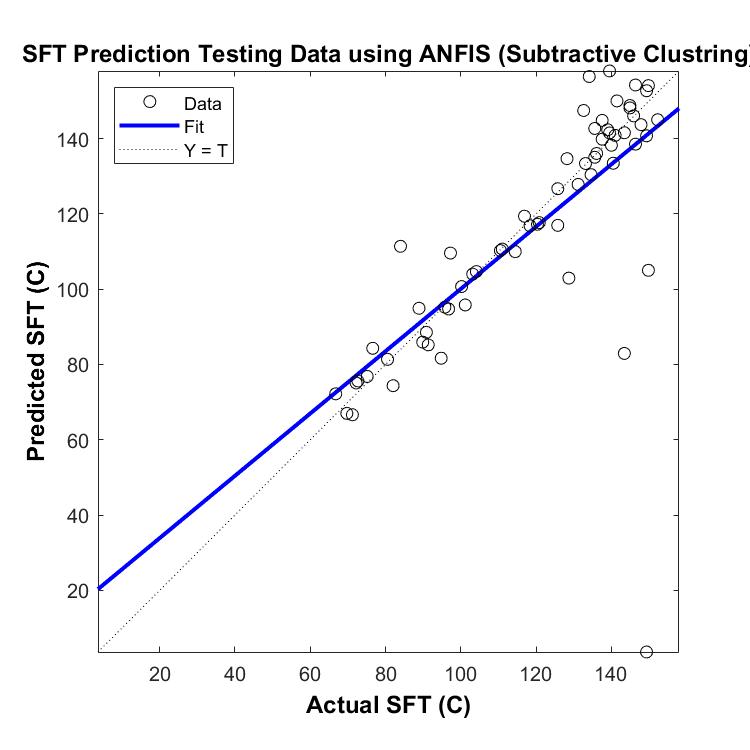 SFT Prediction Testing Data using ANFIS (Subtractive Clustring)
Data
Fit
Y = T
140
120
100
80
60
40
20
Predicted SFT (C)
20 40 60 80 100 120 140
Actual SFT (C)